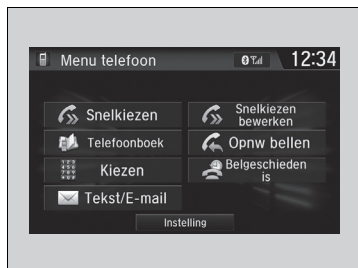 Menu telefoon
12:34
Snelkiezen
Snelkiezen
bewerken
Telefoonboek
Opnw bellen
Kiezen
Belgeschieden
is
Tekst/E-mail
Instelling